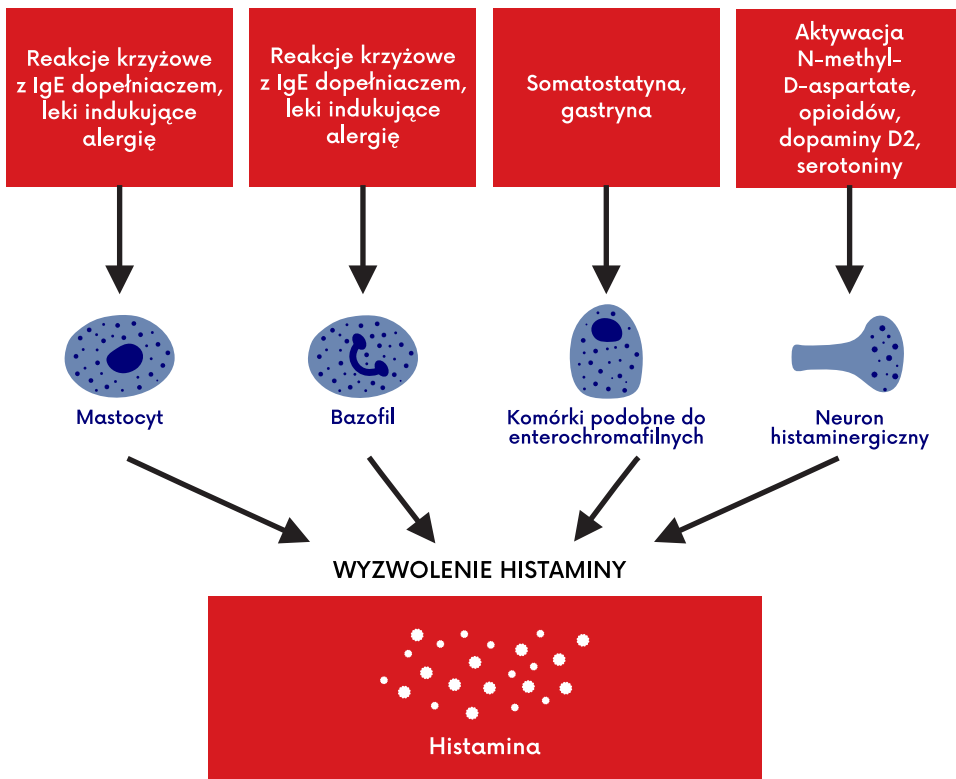 Reakcje krzyżowe
z IgE dopełniaczem,
leki indukujące
alergię
Reakcje krzyżowe
z IgE dopełniaczem,
leki indukujące
alergię
Somatostatyna,
gastryna
Aktywacja
N-methyl-
D-aspartate,
opioidów,
dopaminy D2,
serotoniny
Mastocyt
Bazofil
Komórki podobne do
enterochromafilnych
Neuron
histaminergiczny
WYZWOLENIE HISTAMINY
Histamina